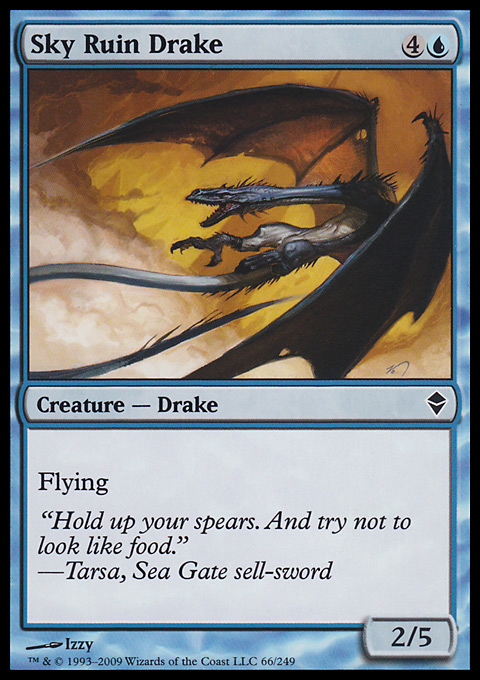 Sky Ruin Drake 4
Creature — Drake
Flying
“Hold up your spears. And try not to
look like food.”
—Tarsa, Sea Gate sell-sword
2/5
Izzy
™ & © 1993–2009 Wizards of the Coast LLC 66/249